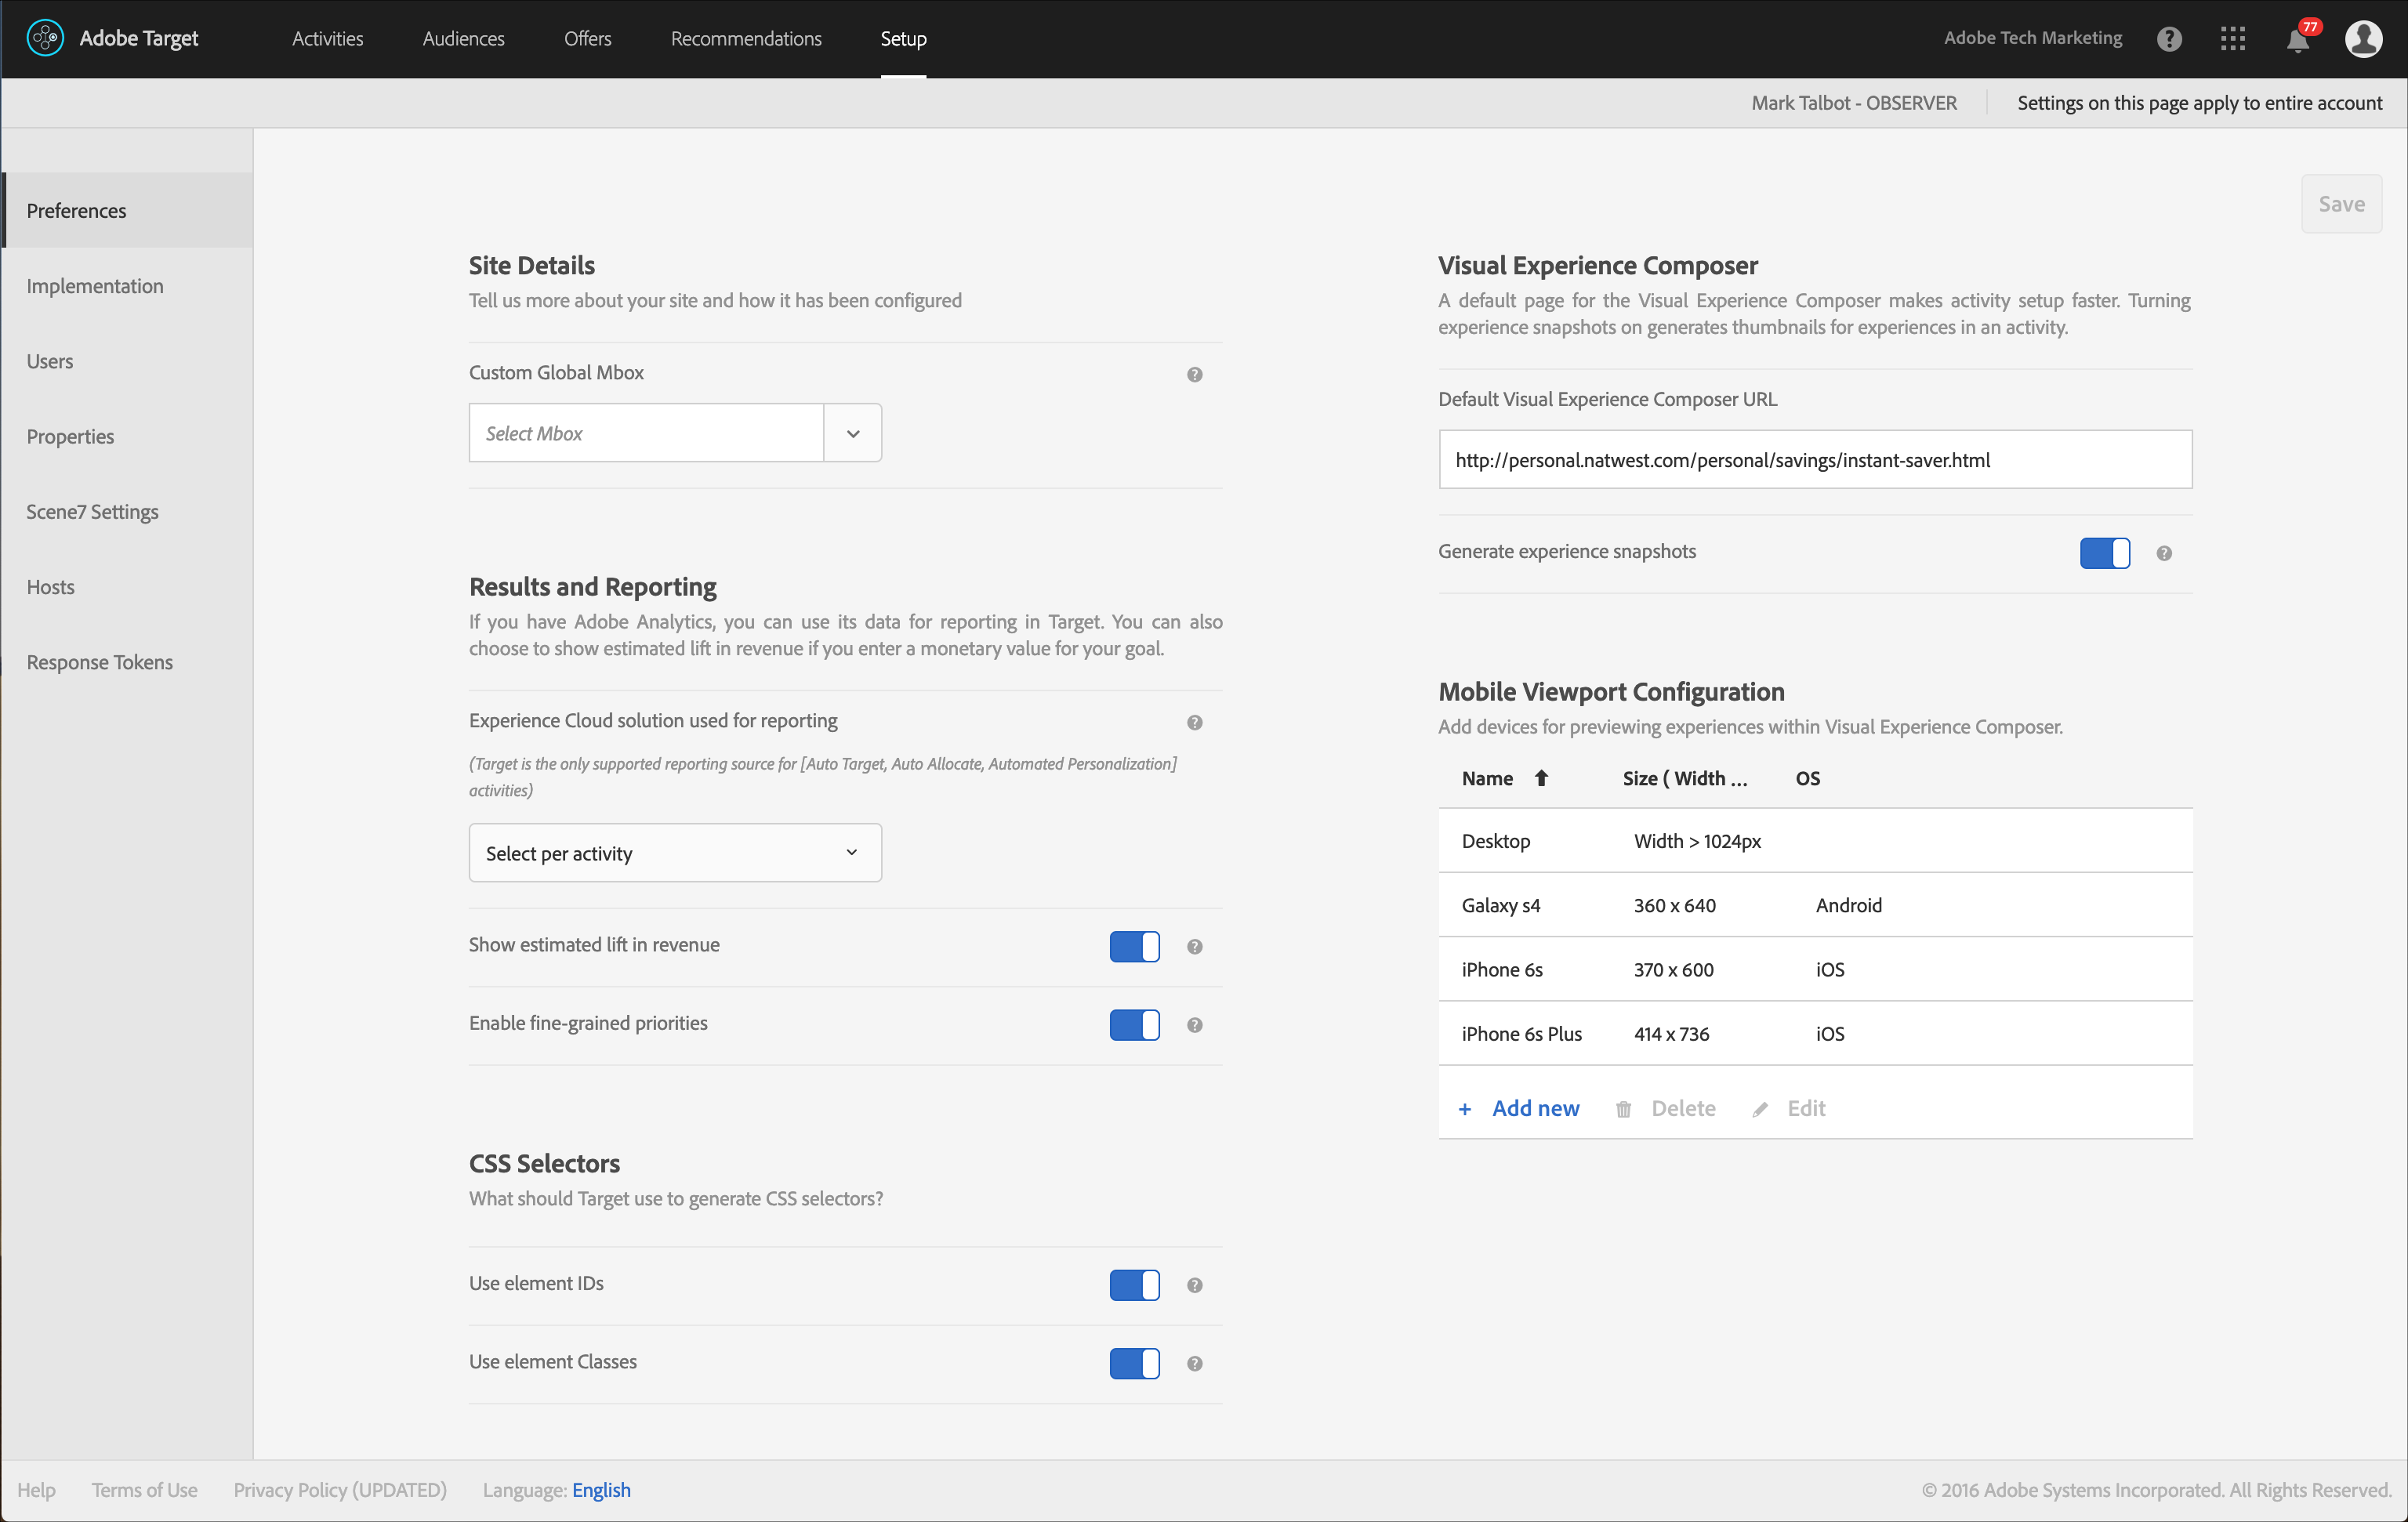 Adobe Target
Activities
Audiences
Offers
Recommendations
Setup
Adobe Tech Marketing
77
Mark Talbot - OBSERVER
Settings on this page apply to entire account
Preferences
Implementation
Users
Properties
Scene7 Settings
Hosts
Response Tokens
Save
Site Details
Tell us more about your site and how it has been configured
Custom Global Mbox
Select Mbox
Results and Reporting
If you have Adobe Analytics, you can use its data for reporting in Target. You can also
choose to show estimated lift in revenue if you enter a monetary value for your goal.
Experience Cloud solution used for reporting
(Target is the only supported reporting source for [Auto Target, Auto Allocate, Automated Personalization]
activities)
Select per activity
Show estimated lift in revenue
Enable fine-grained priorities
CSS Selectors
What should Target use to generate CSS selectors?
Use element IDs
Use element Classes
Visual Experience Composer
A default page for the Visual Experience Composer makes activity setup faster. Turning
experience snapshots on generates thumbnails for experiences in an activity.
Default Visual Experience Composer URL
http://personal.natwest.com/personal/savings/instant-saver.html
Generate experience snapshots
Mobile Viewport Configuration
Add devices for previewing experiences within Visual Experience Composer.
Name Size ( Width ... OS
Desktop Width > 1024px
Galaxy s4 360 x 640 Android
iPhone 6s 370 x 600 iOS
iPhone 6s Plus 414 x 736 iOS
+ Add new Delete Edit
Help
Terms of Use
Privacy Policy (UPDATED)
Language: English
© 2016 Adobe Systems Incorporated. All Rights Reserved.